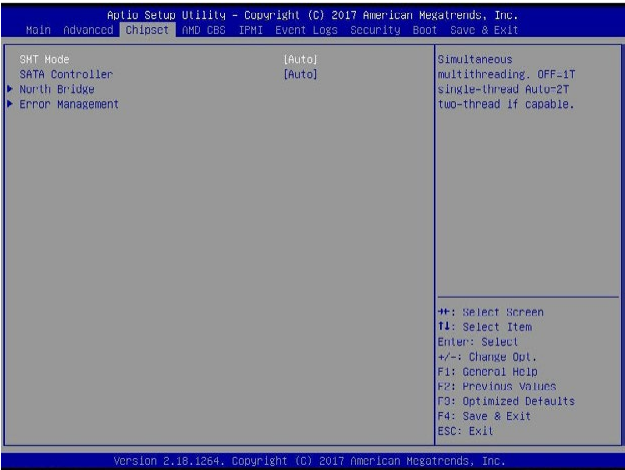 Aptio Setup Utility – Copyright (C) 2017 American Megatrends, Inc.
Main Advanced Chipset AMD CBS IPMI Event Logs Security Boot Save & Exit
SMT Mode [Auto]
SATA Controller [Auto]
North Bridge
Error Management
Simultaneous
multithreading. OFF=1T
single-thread Auto=2T
two-thread if capable.
→←: Select Screen
↑↓: Select Item
Enter: Select
+/-: Change Opt.
F1: General Help
F2: Previous Values
F3: Optimized Defaults
F4: Save & Exit
ESC: Exit
Version 2.18.1264. Copyright (C) 2017 American Megatrends, Inc.